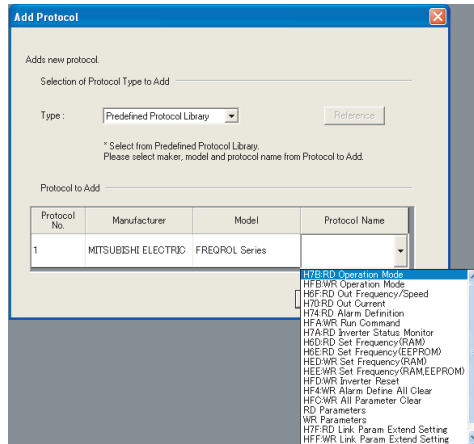 Add Protocol
Adds new protocol.
Selection of Protocol Type to Add
Type : Predefined Protocol Library Reference
* Select from Predefined Protocol Library.
Please select maker, model and protocol name from Protocol to Add.
Protocol to Add
Protocol No. Manufacturer Model Protocol Name
1 MITSUBISHI ELECTRIC FREQROL Series
H7B:RD Operation Mode
HFB:WR Operation Mode
H6F:RD Out Frequency/Speed
H70:RD Out Current
H74:RD Alarm Definition
HFA:WR Run Command
H7A:RD Inverter Status Monitor
H6D:RD Set Frequency(RAM)
H6E:RD Set Frequency(EEPROM)
HED:WR Set Frequency(RAM)
HEE:WR Set Frequency(RAM,EEPROM)
HFD:WR Inverter Reset
HF4:WR Alarm Define All Clear
HFC:WR All Parameter Clear
RD Parameters
WR Parameters
H7F:RD Link Param Extend Setting
HFF:WR Link Param Extend Setting